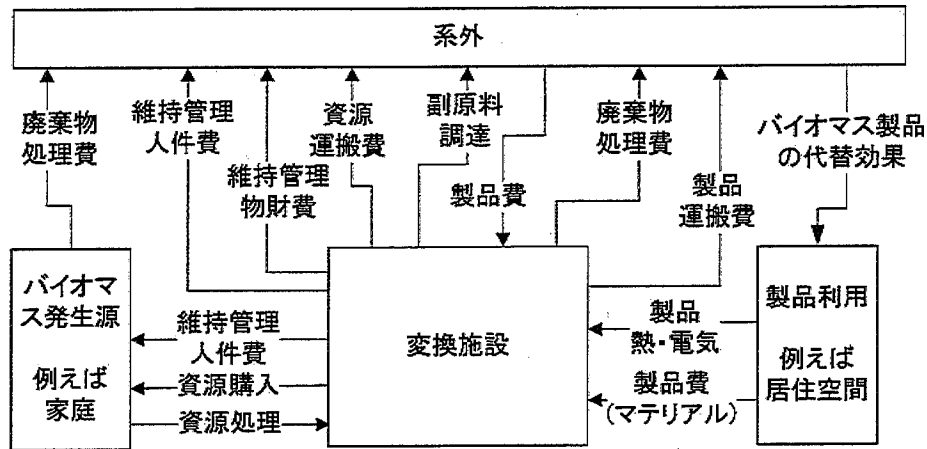 系外
廃棄物
処理費
維持管理
人件費
維持管理
物財費
資源
運搬費
副原料
調達
製品費
廃棄物
処理費
製品
運搬費
バイオマス製品
の代替効果
バイオマ
ス発生源
例えば
家庭
維持管理
人件費
資源購入
資源処理
変換施設
製品
熱・電気
製品費
(マテリアル)
製品利用
例えば
居住空間